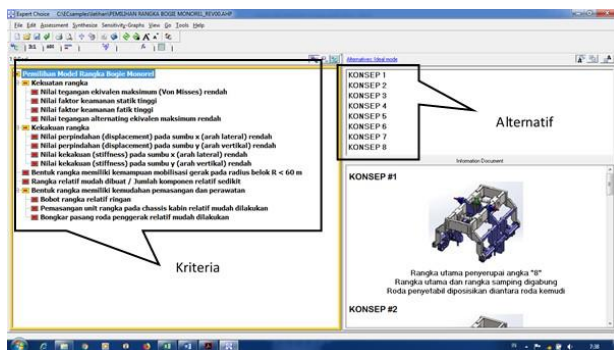 Expert Choice C:\ECsamples\latihan\PEMILIHAN RANGKA BOGIE MONOREL_REV00.AHP
File Edit Assessment Synthesize Sensitivity-Graphs View Go Tools Help
Alternatives: Ideal mode
Pemilihan Model Rangka Bogie Monorel
Kekuatan rangka
Nilai tegangan ekivalen maksimum (Von Misses) rendah
Nilai faktor keamanan statik tinggi
Nilai faktor keamanan fatik tinggi
Nilai tegangan alternating ekivalen maksimum rendah
Kekakuan rangka
Nilai perpindahan (displacement) pada sumbu x (arah lateral) rendah
Nilai perpindahan (displacement) pada sumbu y (arah vertikal) rendah
Nilai kekakuan (stiffness) pada sumbu x (arah lateral) rendah
Nilai kekakuan (stiffness) pada sumbu y (arah vertikal) rendah
Bentuk rangka memiliki kemampuan mobilisasi gerak pada radius belok R < 60 m
Rangka relatif mudah dibuat / Jumlah komponen relatif sedikit
Bentuk rangka memiliki kemudahan pemasangan dan perawatan
Bobot rangka relatif ringan
Pemasangan unit rangka pada chassis kabin relatif mudah dilakukan
Bongkar pasang roda penggerak relatif mudah dilakukan
Kriteria
KONSEP 1
KONSEP 2
KONSEP 3
KONSEP 4
KONSEP 5
KONSEP 6
KONSEP 7
KONSEP 8
Alternatif
Information Document
KONSEP #1
Rangka utama penyerupai angka "8"
Rangka utama dan rangka samping digabung
Roda penyetabil diposisikan diantara roda kemudi
KONSEP #2
7:38